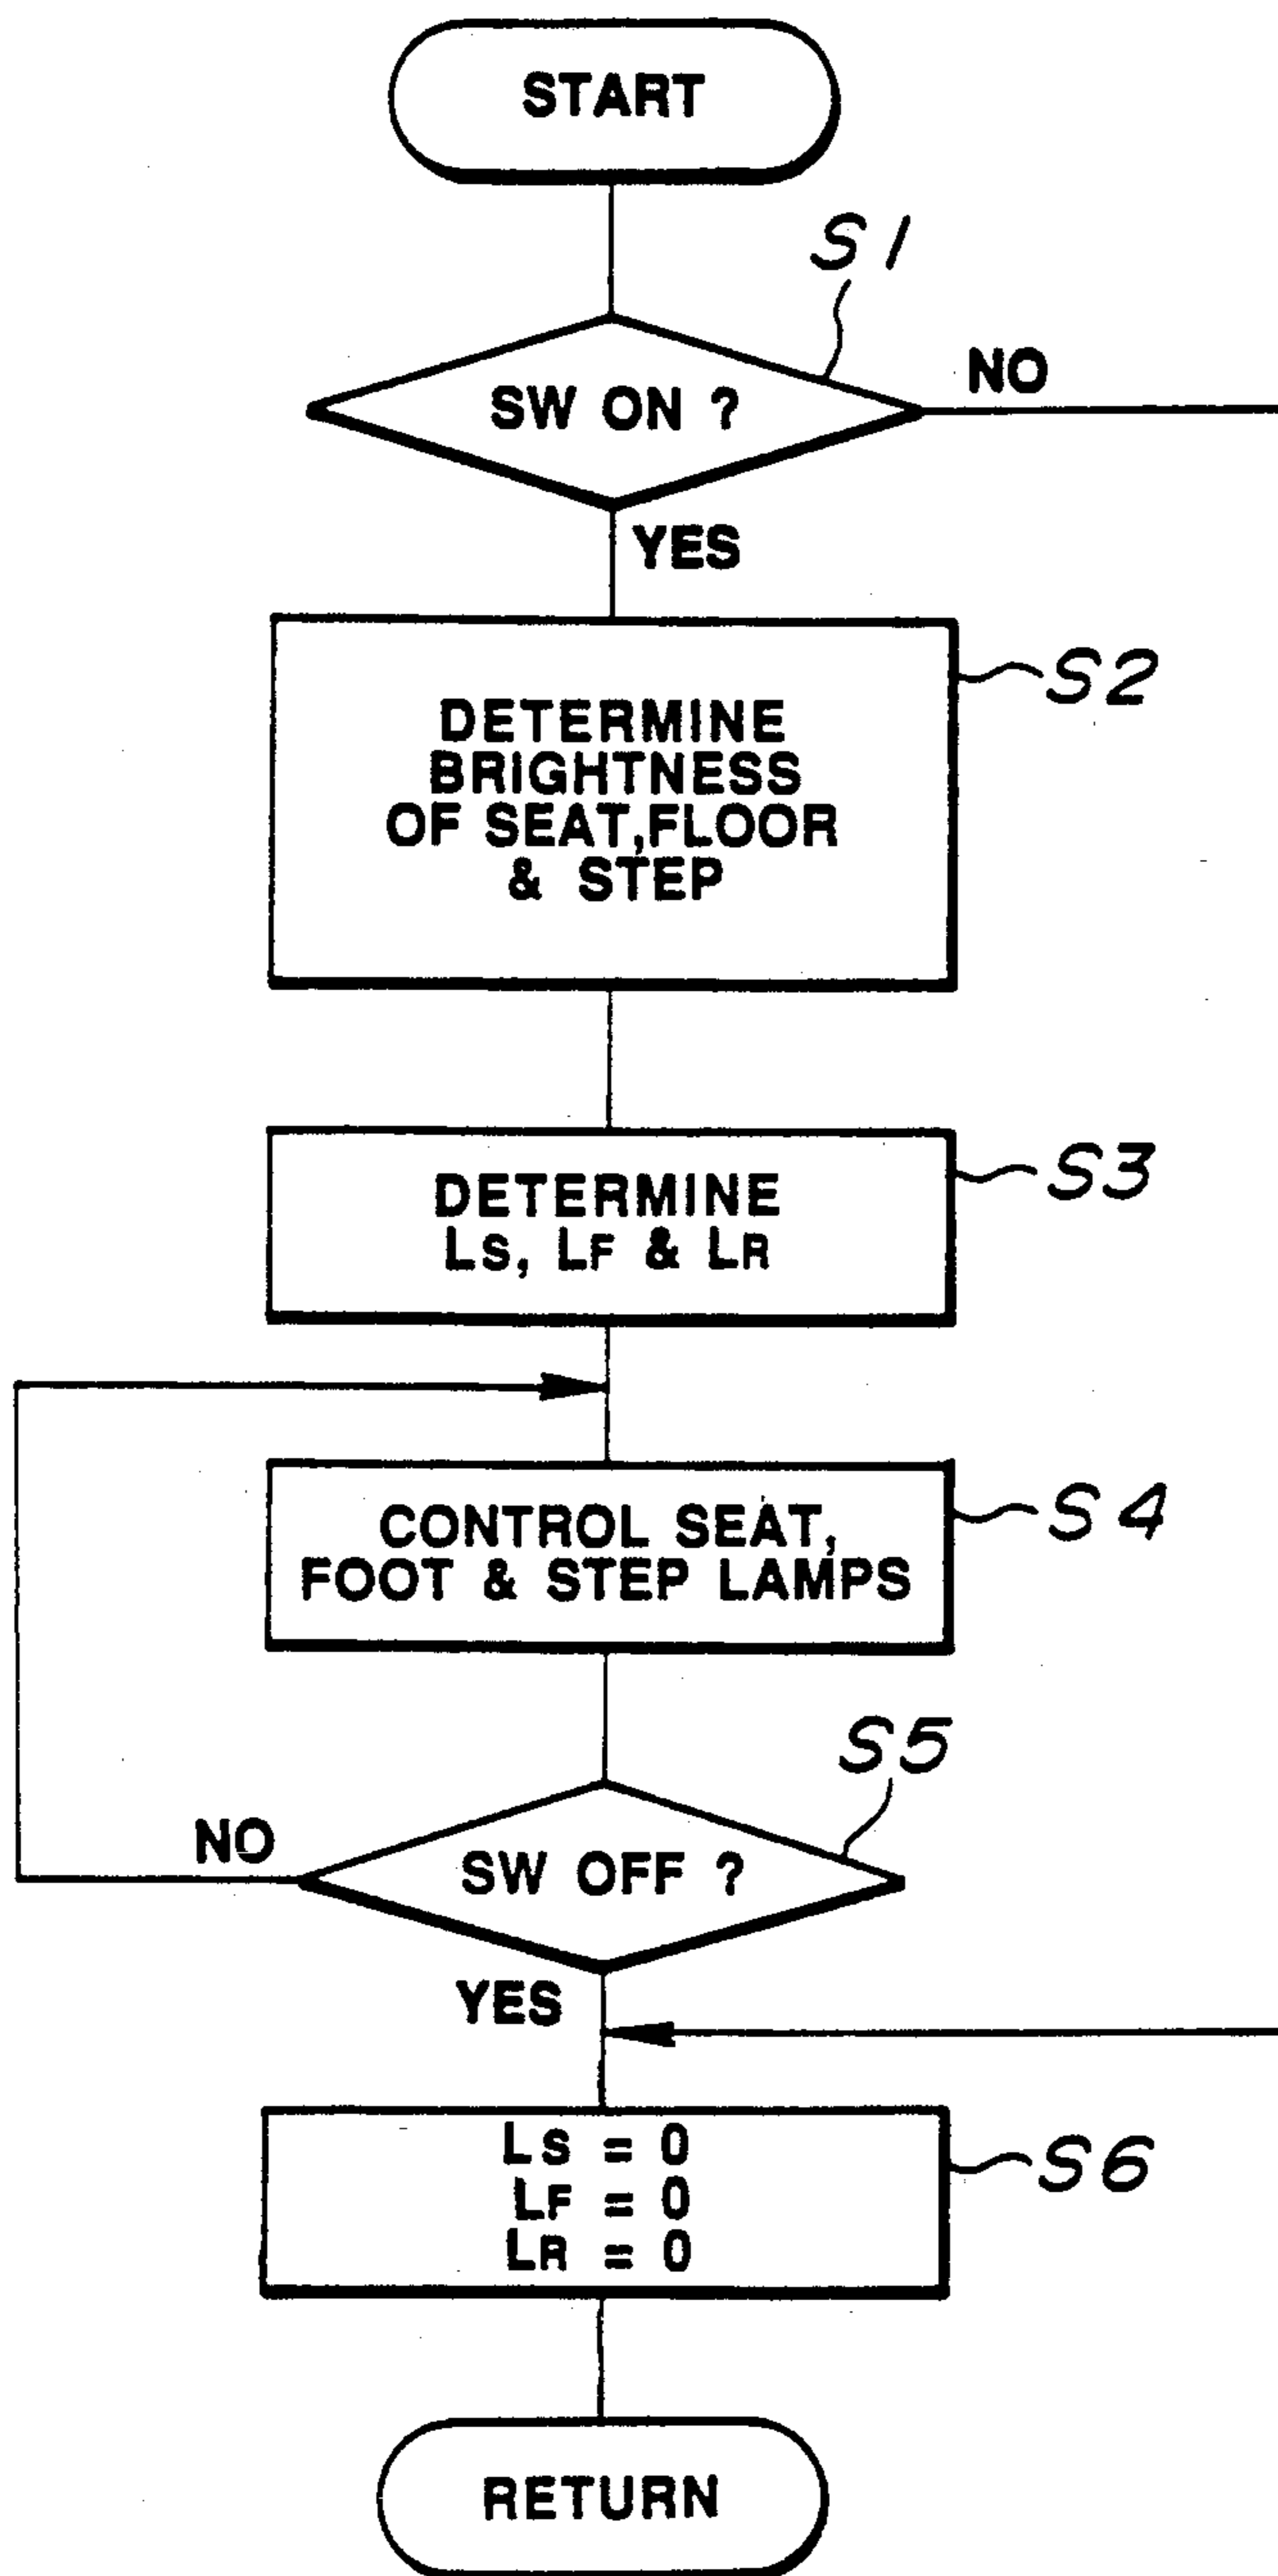 START
S1
SW ON ?
NO
YES
S2
DETERMINE
BRIGHTNESS
OF SEAT,FLOOR
& STEP
S3
DETERMINE
LS, LF & LR
S4
CONTROL SEAT,
FOOT & STEP LAMPS
S5
NO
SW OFF ?
YES
LS = 0
S6
LF = 0
LR = 0
RETURN